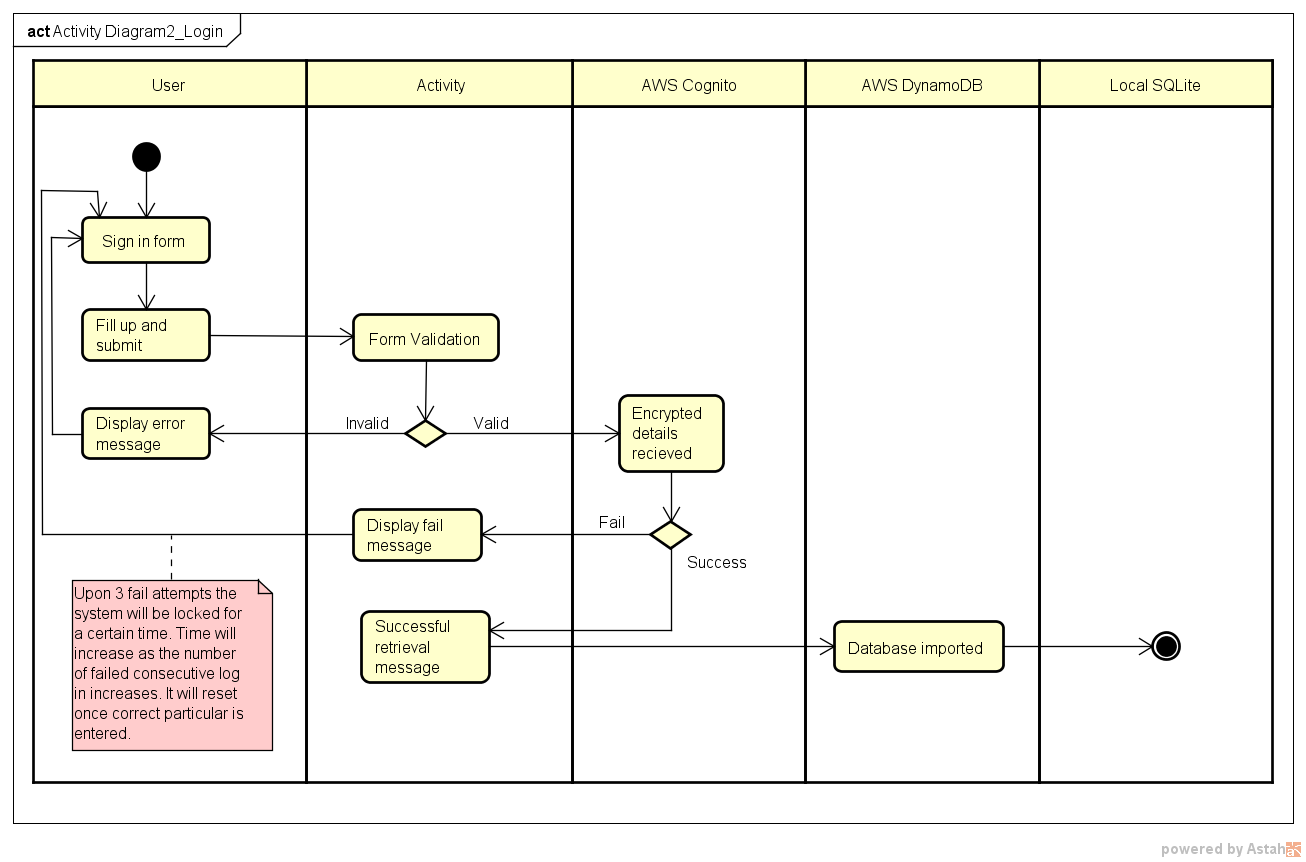 act Activity Diagram2_Login
User
Activity
AWS Cognito
AWS DynamoDB
Local SQLite
Sign in form
Fill up and
submit
Form Validation
Display error
message
Invalid
Valid
Encrypted
details
recieved
Display fail
message
Fail
Success
Upon 3 fail attempts the
system will be locked for
a certain time. Time will
increase as the number
of failed consecutive log
in increases. It will reset
once correct particular is
entered.
Successful
retrieval
message
Database imported
powered by Astah